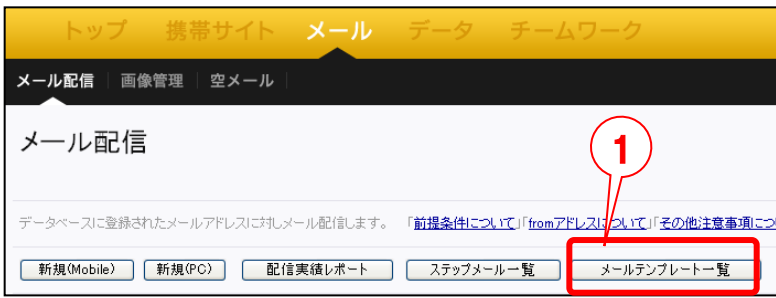 トップ 携帯サイト メール データ チームワーク
メール配信 画像管理 空メール
メール配信
1
データベースに登録されたメールアドレスに対しメール配信します。 「前提条件について」「fromアドレスについて」「その他注意事項につ
新規(Mobile) 新規(PC) 配信実績レポート ステップメール一覧 メールテンプレート一覧